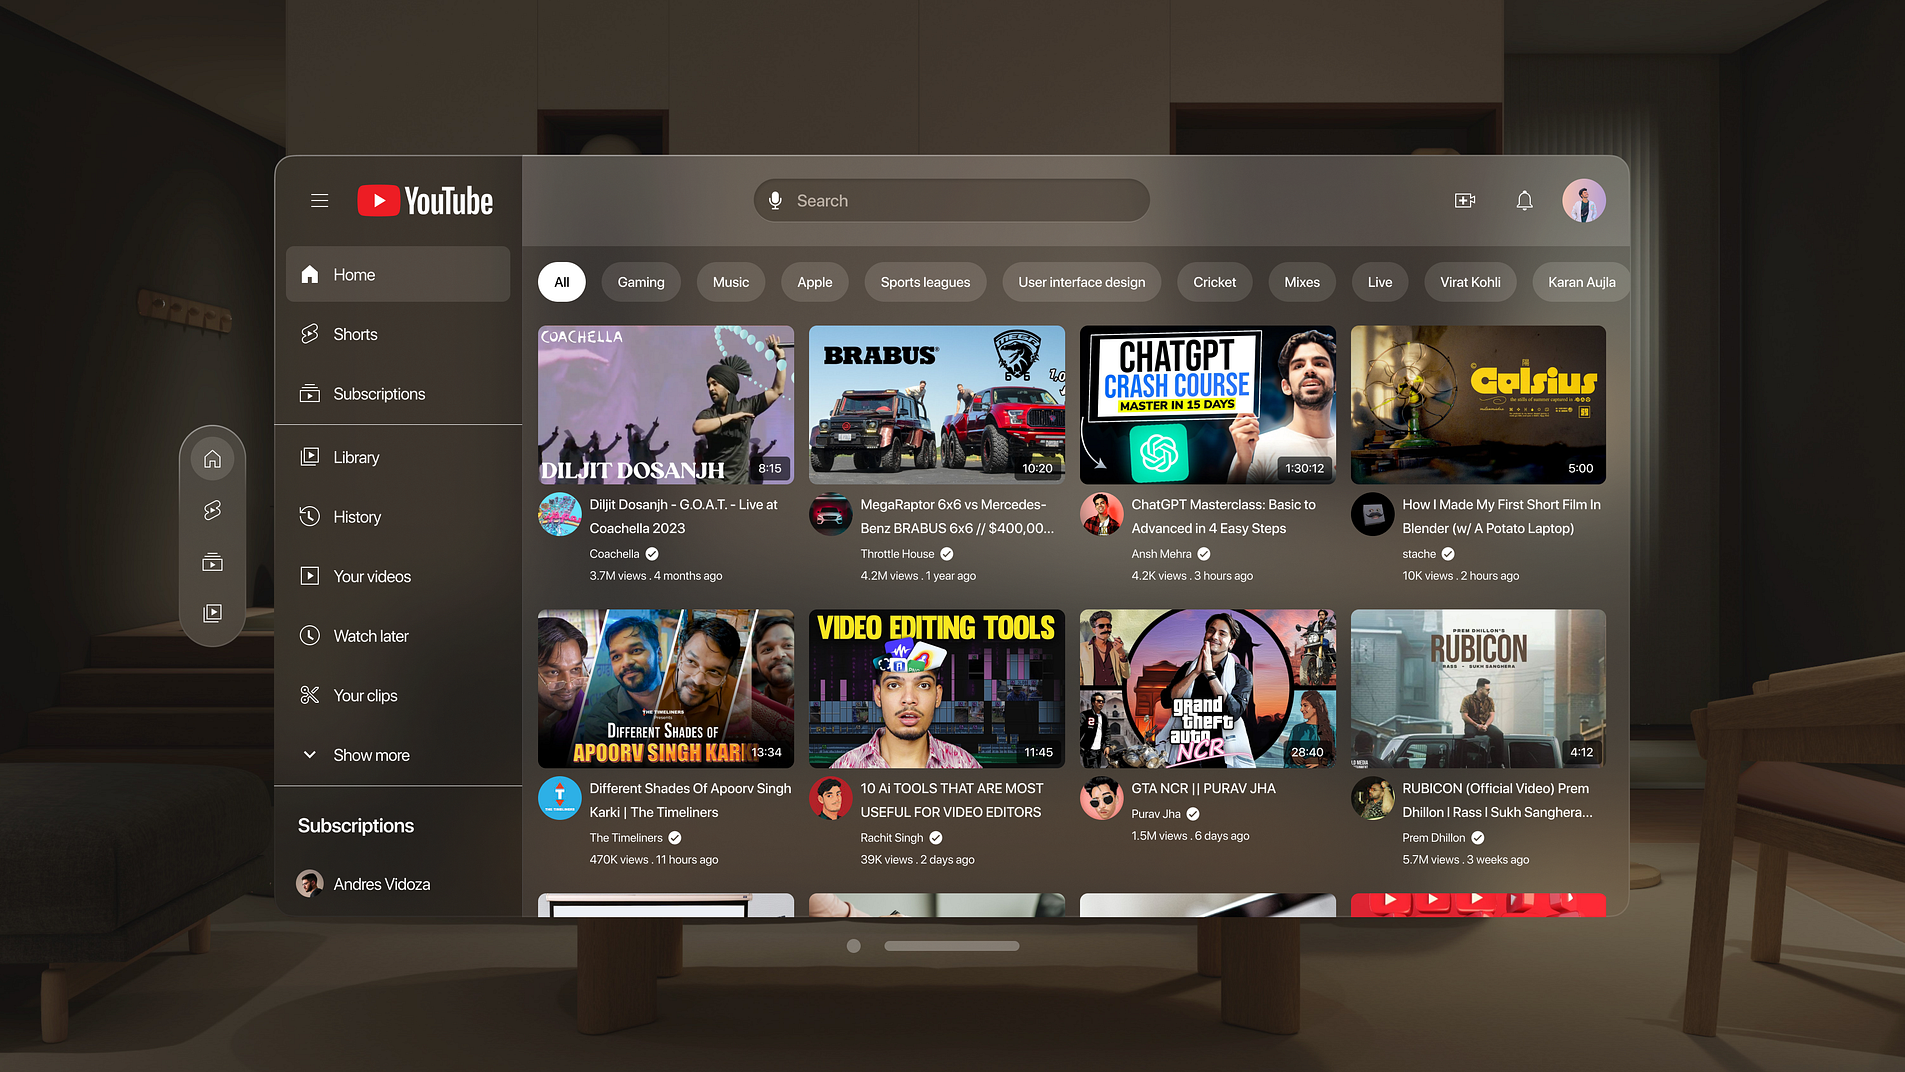 YouTube
Search
Home
Shorts
Subscriptions
Library
History
Your videos
Watch later
Your clips
Show more
Subscriptions
Andres Vidoza
All
Gaming
Music
Apple
Sports leagues
User interface design
Cricket
Mixes
Live
Virat Kohli
Karan Aujla
COACHELLA
DILJIT DOSANJH
8:15
Diljit Dosanjh - G.O.A.T. - Live at
Coachella 2023
Coachella
3.7M views . 4 months ago
BRABUS
10:20
MegaRaptor 6x6 vs Mercedes-
Benz BRABUS 6x6 // $400,00...
Throttle House
4.2M views . 1 year ago
CHATGPT
CRASH COURSE
MASTER IN 15 DAYS
1:30:12
ChatGPT Masterclass: Basic to
Advanced in 4 Easy Steps
Ansh Mehra
4.2K views . 3 hours ago
Calsius
5:00
How I Made My First Short Film In
Blender (w/ A Potato Laptop)
stache
10K views . 2 hours ago
THE TIMELINERS
Presents
DIFFERENT SHADES OF
APOORV SINGH KARK
13:34
Different Shades Of Apoorv Singh
Karki | The Timeliners
The Timeliners
470K views . 11 hours ago
VIDEO EDITING TOOLS
11:45
10 Ai TOOLS THAT ARE MOST
USEFUL FOR VIDEO EDITORS
Rachit Singh
39K views . 2 days ago
grand
theft
auto
NCR
28:40
GTA NCR || PURAV JHA
Purav Jha
1.5M views . 6 days ago
PREM DHILLON'S
RUBICON
RASS • SUKH SANGHERA
4:12
RUBICON (Official Video) Prem
Dhillon l Rass l Sukh Sanghera...
Prem Dhillon
5.7M views . 3 weeks ago